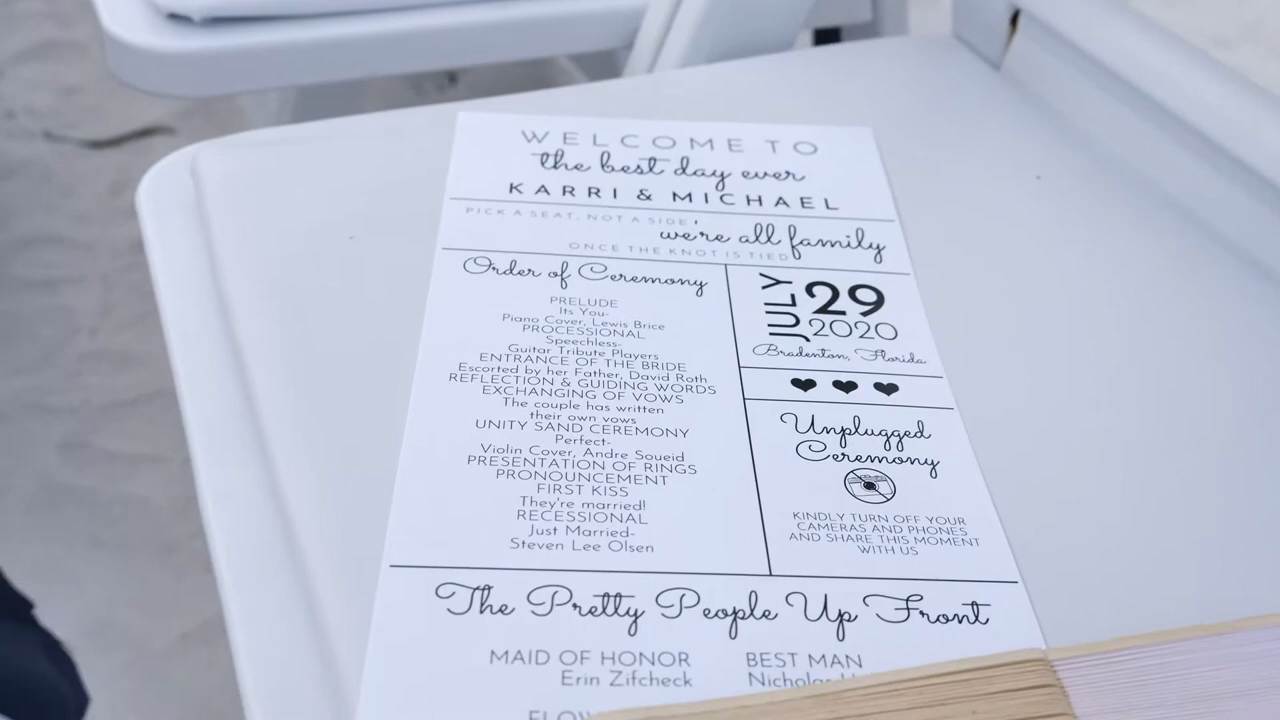 WELCOME TO
the best day ever
KARRI & MICHAEL
PICK A SEAT, NOT A SIDE,
we're all family
ONCE THE KNOT IS TIED
Order of Ceremony
PRELUDE
Its You-
Piano Cover, Lewis Brice
PROCESSIONAL
Speechless-
Guitar Tribute Players
ENTRANCE OF THE BRIDE
Escorted by her Father, David Roth
REFLECTION & GUIDING WORDS
EXCHANGING OF VOWS
The couple has written
their own vows
UNITY SAND CEREMONY
Perfect-
Violin Cover, Andre Soueid
PRESENTATION OF RINGS
PRONOUNCEMENT
FIRST KISS
They're married!
RECESSIONAL
Just Married-
Steven Lee Olsen
JULY
29
2020
Bradenton, Florida
Unplugged
Ceremony
KINDLY TURN OFF YOUR
CAMERAS AND PHONES
AND SHARE THIS MOMENT
WITH US
The Pretty People Up Front
MAID OF HONOR
Erin Zifcheck
BEST MAN